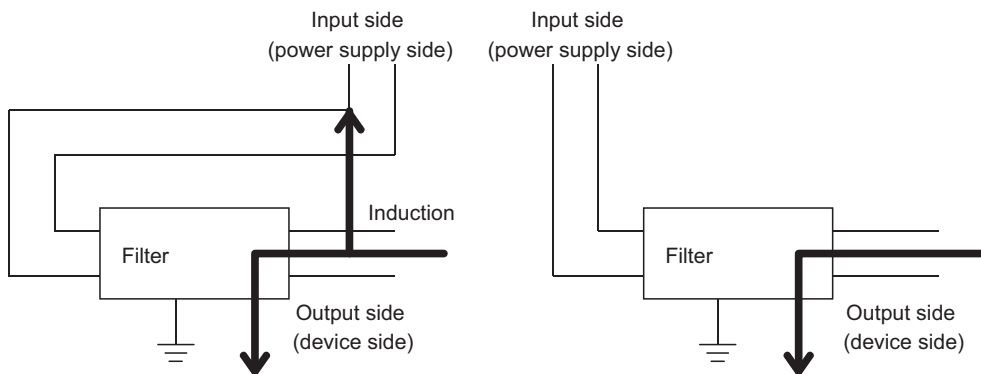 Input side
(power supply side)
Induction
Filter
Output side
(device side)
Input side
(power supply side)
Filter
Output side
(device side)